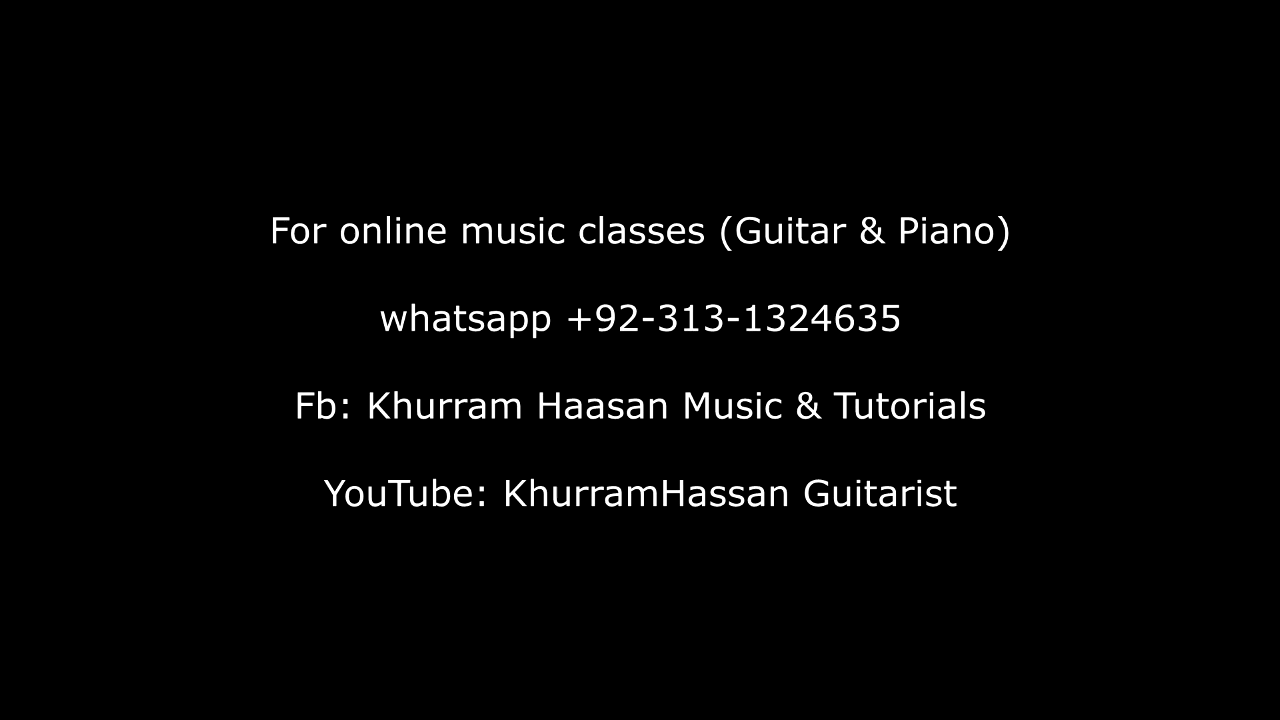 For online music classes (Guitar & Piano)
whatsapp +92-313-1324635
Fb: Khurram Haasan Music & Tutorials
YouTube: KhurramHassan Guitarist